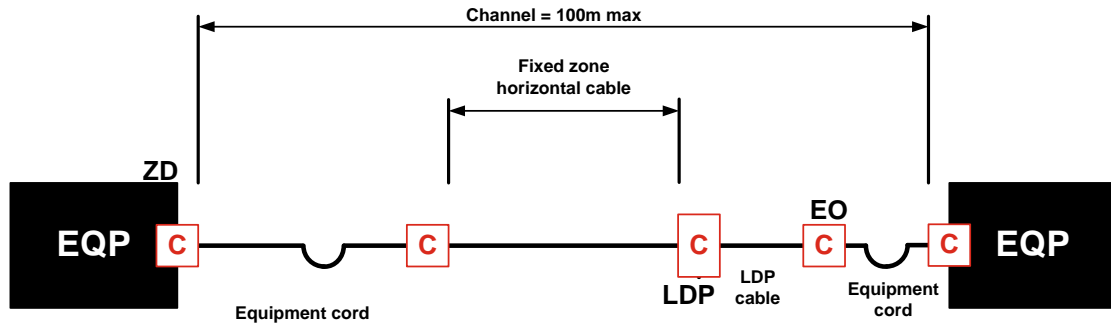 Channel = 100m max
Fixed zone
horizontal cable
ZD
EQP
C
C
C
LDP
LDP
cable
EO
C
C
EQP
Equipment cord
Equipment
cord